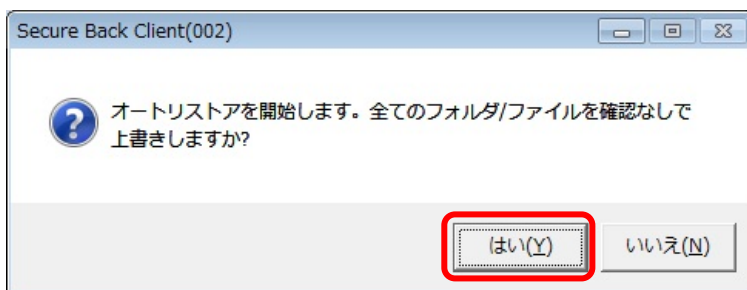 Secure Back Client(002)
オートリストアを開始します。全てのフォルダ/ファイルを確認なしで
上書きしますか?
はい(Y)
いいえ(N)